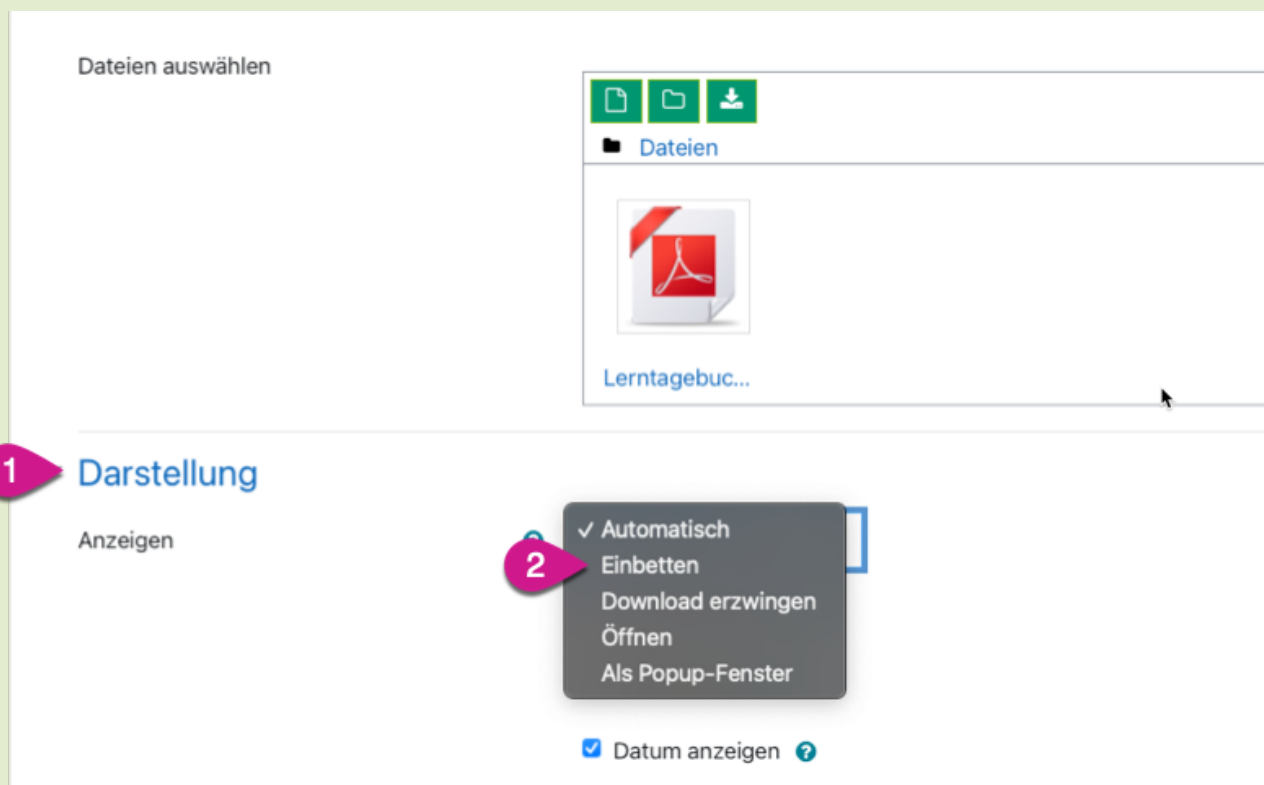 Dateien auswählen
Dateien
Lerntagebuc...
1
Darstellung
Anzeigen
✓ Automatisch
2
Einbetten
Download erzwingen
Öffnen
Als Popup-Fenster
Datum anzeigen ?